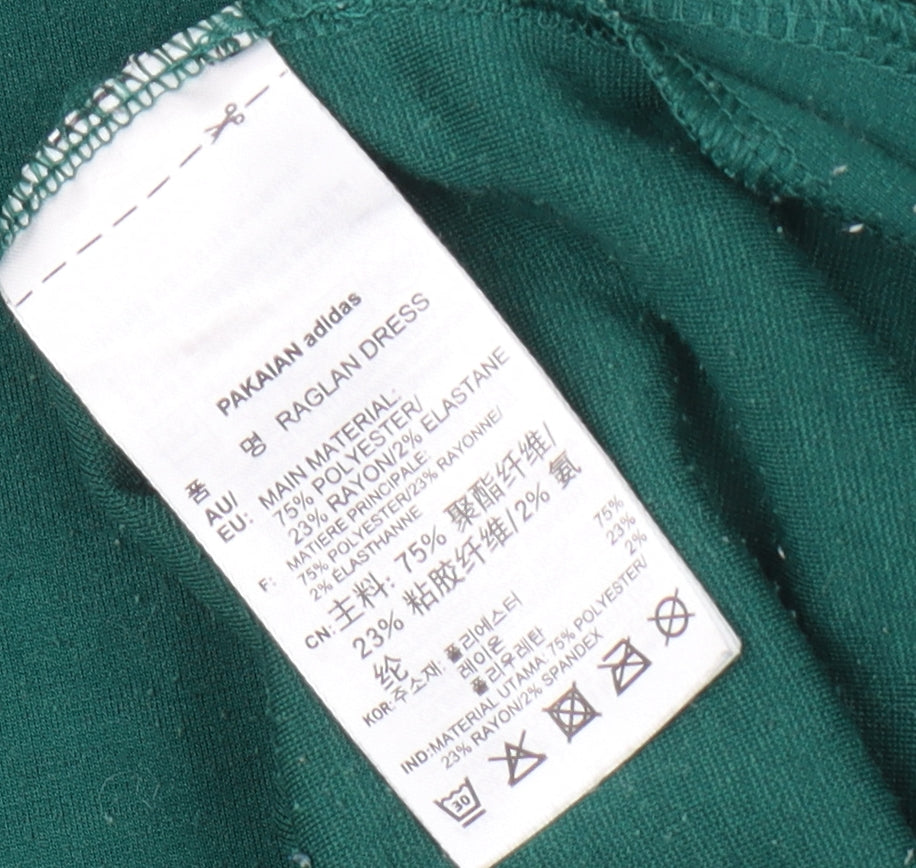 PAKAIAN adidas
품 명 RAGLAN DRESS
AU/
EU: MAIN MATERIAL:
75% POLYESTER/
23% RAYON/2% ELASTANE
F: MATIÈRE PRINCIPALE:
75% POLYESTER/23% RAYONNE/
2% ÉLASTHANNE
CN: 主料: 75% 聚酯纤维/
23% 粘胶纤维/2% 氨
纶
KOR: 주소재: 폴리에스터 75%
레이온 23%
폴리우레탄 2%
IND: MATERIAL UTAMA: 75% POLYESTER/
23% RAYON/2% SPANDEX
30